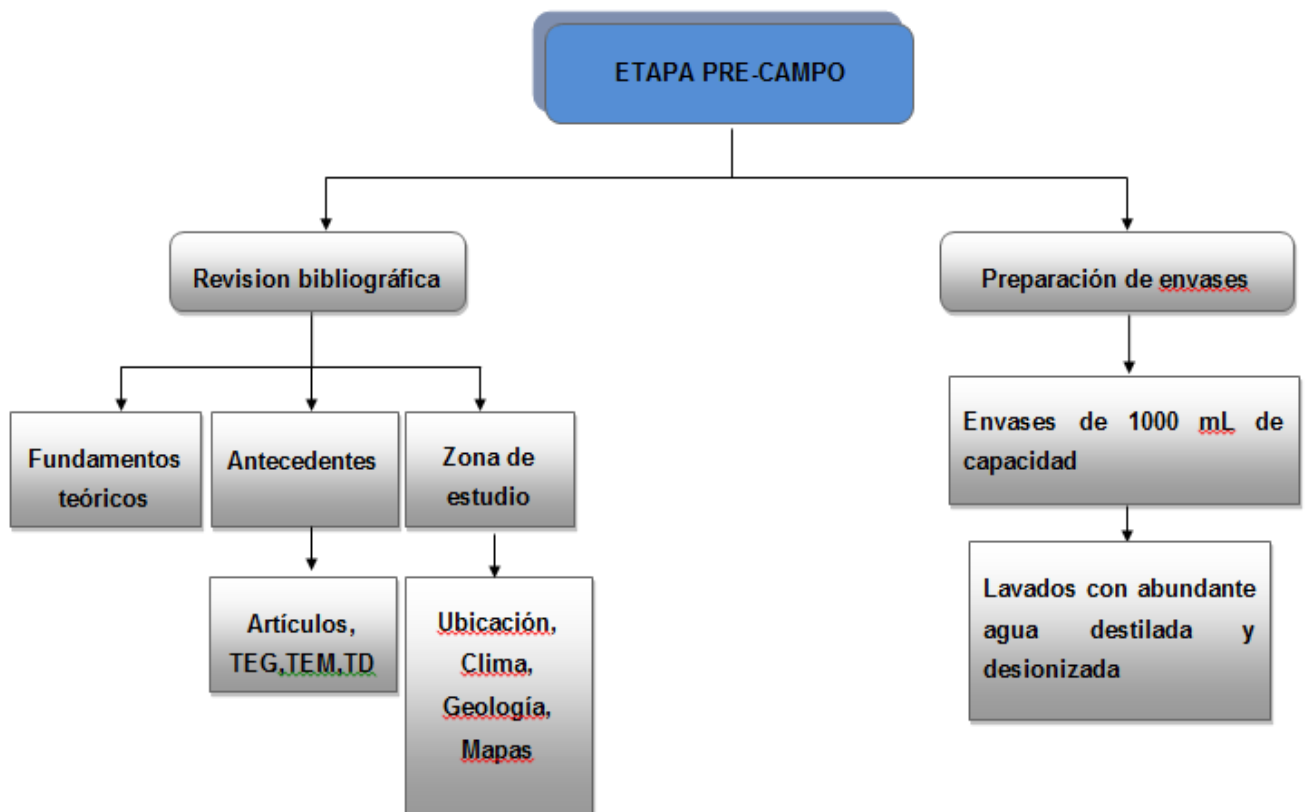 ETAPA PRE-CAMPO
Revision bibliográfica
Preparación de envases
Fundamentos
teóricos
Antecedentes
Zona de
estudio
Envases de 1000 mL de
capacidad
Artículos,
TEG,TEM,TD
Ubicación,
Clima,
Geología,
Mapas
Lavados con abundante
agua destilada y
desionizada